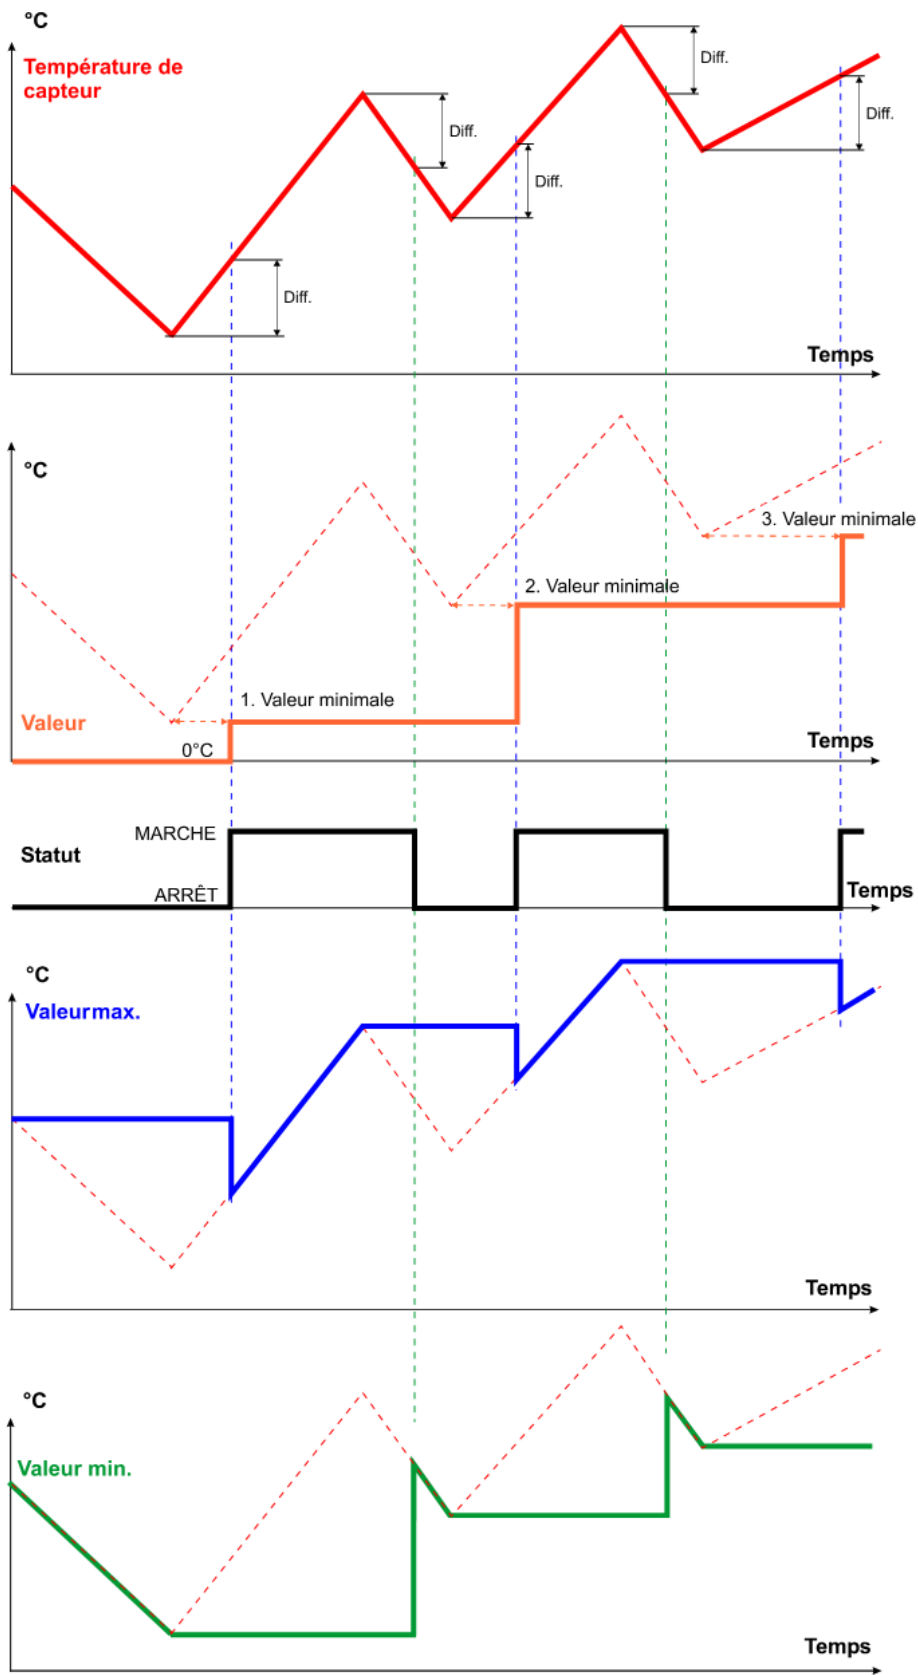 °C
Température de
capteur
Diff.
Diff.
Diff.
Diff.
Diff.
Diff.
Temps
°C
3. Valeur minimale
2. Valeur minimale
1. Valeur minimale
Valeur
0°C
Temps
MARCHE
Statut
ARRÊT
Temps
°C
Valeurmax.
Temps
°C
Valeur min.
Temps